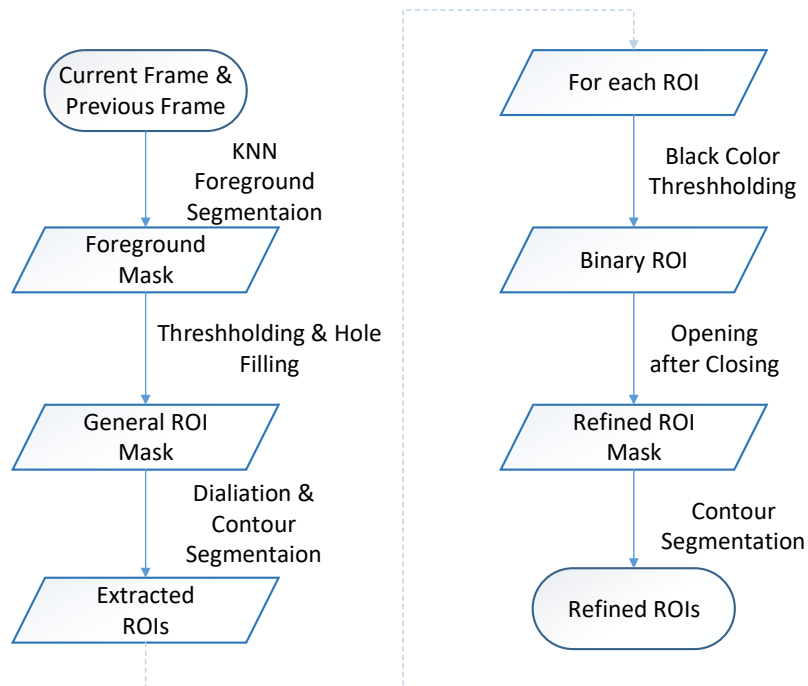 Current Frame &
Previous Frame
KNN
Foreground
Segmentaion
Foreground
Mask
Threshholding & Hole
Filling
General ROI
Mask
Dialiation &
Contour
Segmentaion
Extracted
ROIs
For each ROI
Black Color
Threshholding
Binary ROI
Opening
after Closing
Refined ROI
Mask
Contour
Segmentation
Refined ROIs